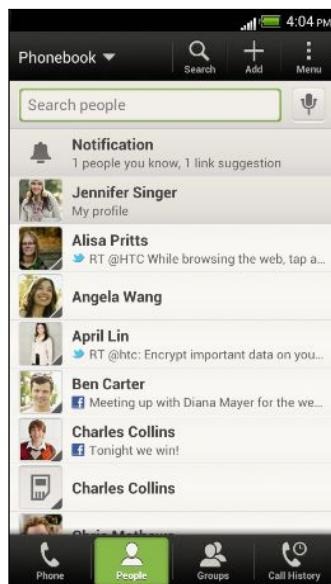 4:04 PM
Phonebook
Search
Add
Menu
Search people
Notification
1 people you know, 1 link suggestion
Jennifer Singer
My profile
Alisa Pritts
RT @HTC While browsing the web, tap a...
Angela Wang
April Lin
RT @htc: Encrypt important data on you...
Ben Carter
Meeting up with Diana Mayer for the we...
Charles Collins
Tonight we win!
Charles Collins
Chris Mathews
Phone
People
Groups
Call History